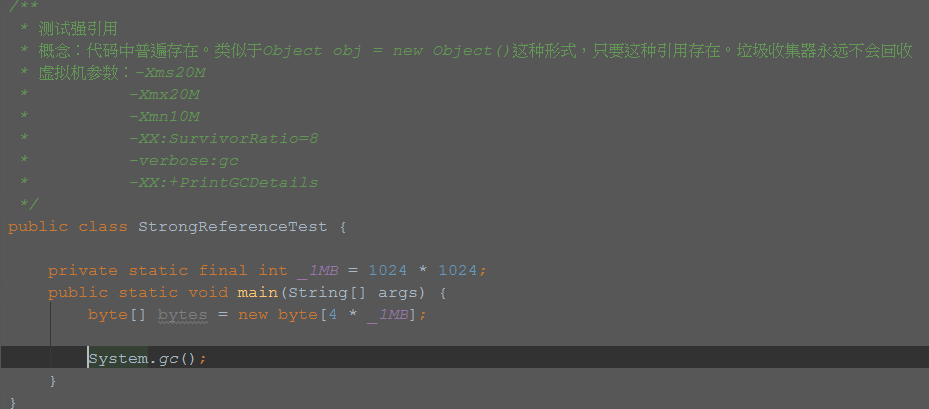 /**
 * 测试强引用
 * 概念：代码中普遍存在。类似于Object obj = new Object()这种形式，只要这种引用存在。垃圾收集器永远不会回收
 * 虚拟机参数：-Xms20M
 *          -Xmx20M
 *          -Xmn10M
 *          -XX:SurvivorRatio=8
 *          -verbose:gc
 *          -XX:+PrintGCDetails
 */
public class StrongReferenceTest {
    private static final int _1MB = 1024 * 1024;
    public static void main(String[] args) {
        byte[] bytes = new byte[4 * _1MB];
        System.gc();
    }
}